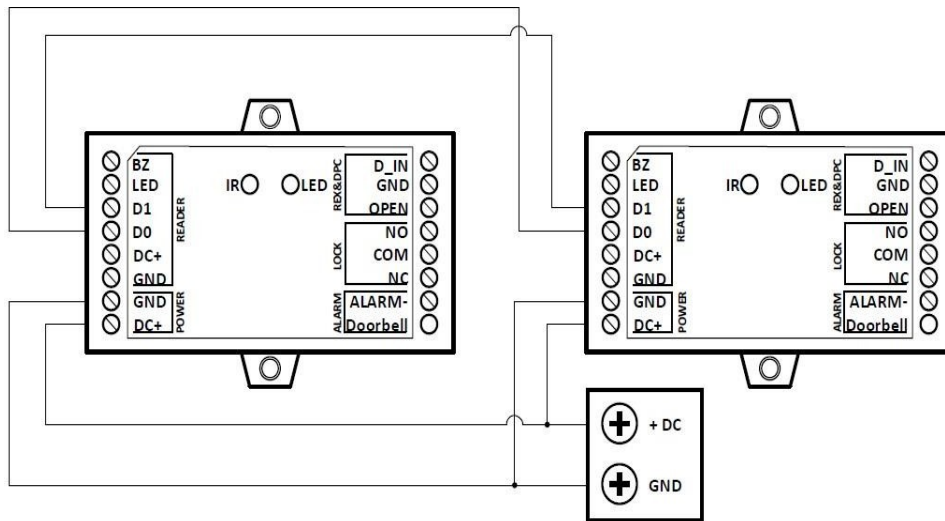 BZ
LED
D1
D0
DC+
GND
READER
GND
DC+
POWER
IR
LED
REX&DPC
D_IN
GND
OPEN
LOCK
NO
COM
NC
ALARM
ALARM-
Doorbell
BZ
LED
D1
D0
DC+
GND
READER
GND
DC+
POWER
IR
LED
REX&DPC
D_IN
GND
OPEN
LOCK
NO
COM
NC
ALARM
ALARM-
Doorbell
+ DC
GND